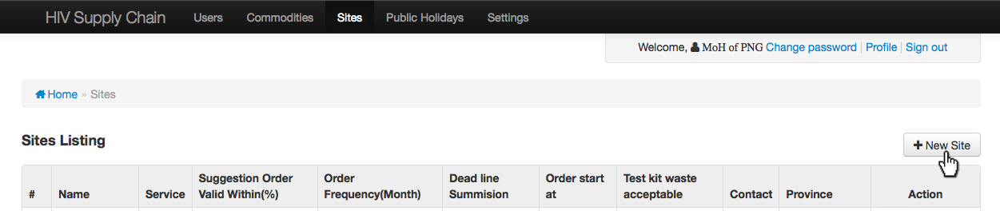 HIV Supply Chain Users Commodities Sites Public Holidays Settings
Welcome, MoH of PNG Change password | Profile | Sign out
Home » Sites
Sites Listing
+ New Site
# Name Service Suggestion Order Valid Within(%) Order Frequency(Month) Dead line Summision Order start at Test kit waste acceptable Contact Province Action